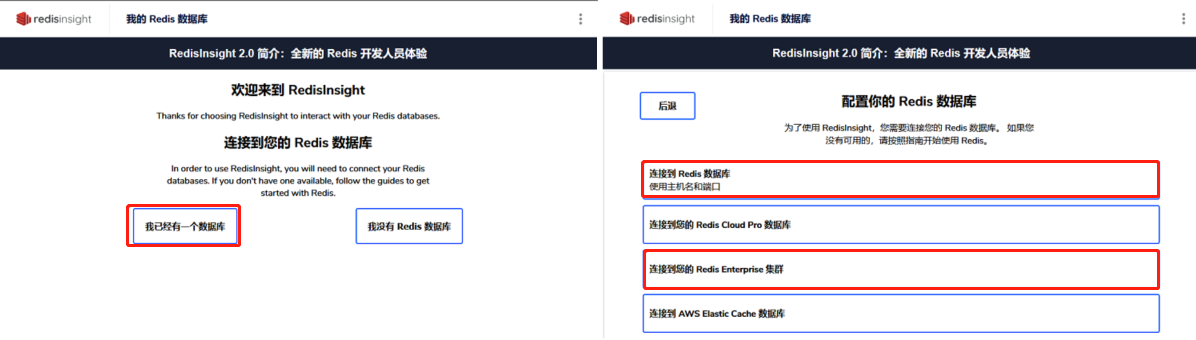 redisinsight 我的 Redis 数据库
RedisInsight 2.0 简介：全新的 Redis 开发人员体验
欢迎来到 RedisInsight
Thanks for choosing RedisInsight to interact with your Redis databases.
连接到您的 Redis 数据库
In order to use RedisInsight, you will need to connect your Redis
databases. If you don't have one available, follow the guides to get
started with Redis.
我已经有一个数据库
我没有 Redis 数据库
redisinsight 我的 Redis 数据库
RedisInsight 2.0 简介：全新的 Redis 开发人员体验
后退
配置你的 Redis 数据库
为了使用 RedisInsight，您需要连接您的 Redis 数据库。 如果您
没有可用的，请按照指南开始使用 Redis。
连接到 Redis 数据库
使用主机名和端口
连接到您的 Redis Cloud Pro 数据库
连接到您的 Redis Enterprise 集群
连接到 AWS Elastic Cache 数据库